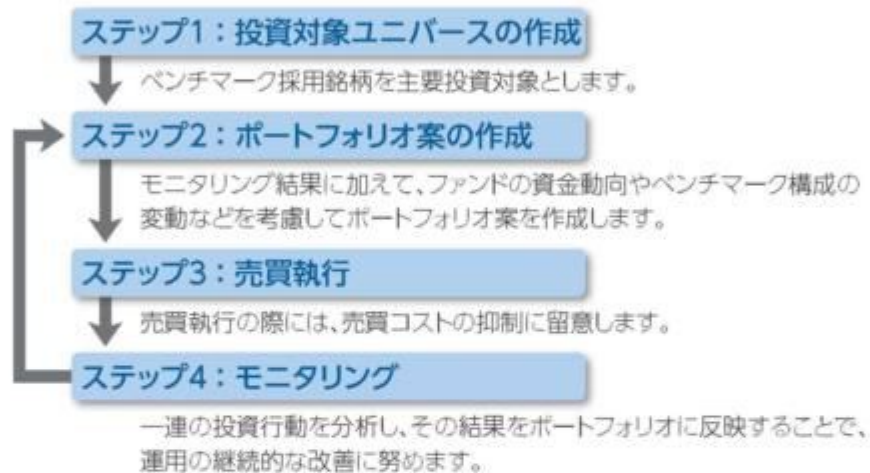 ステップ1：投資対象ユニバースの作成
ベンチマーク採用銘柄を主要投資対象とします。
ステップ2：ポートフォリオ案の作成
モニタリング結果に加えて、ファンドの資金動向やベンチマーク構成の
変動などを考慮してポートフォリオ案を作成します。
ステップ3：売買執行
売買執行の際には、売買コストの抑制に留意します。
ステップ4：モニタリング
一連の投資行動を分析し、その結果をポートフォリオに反映することで、
運用の継続的な改善に努めます。